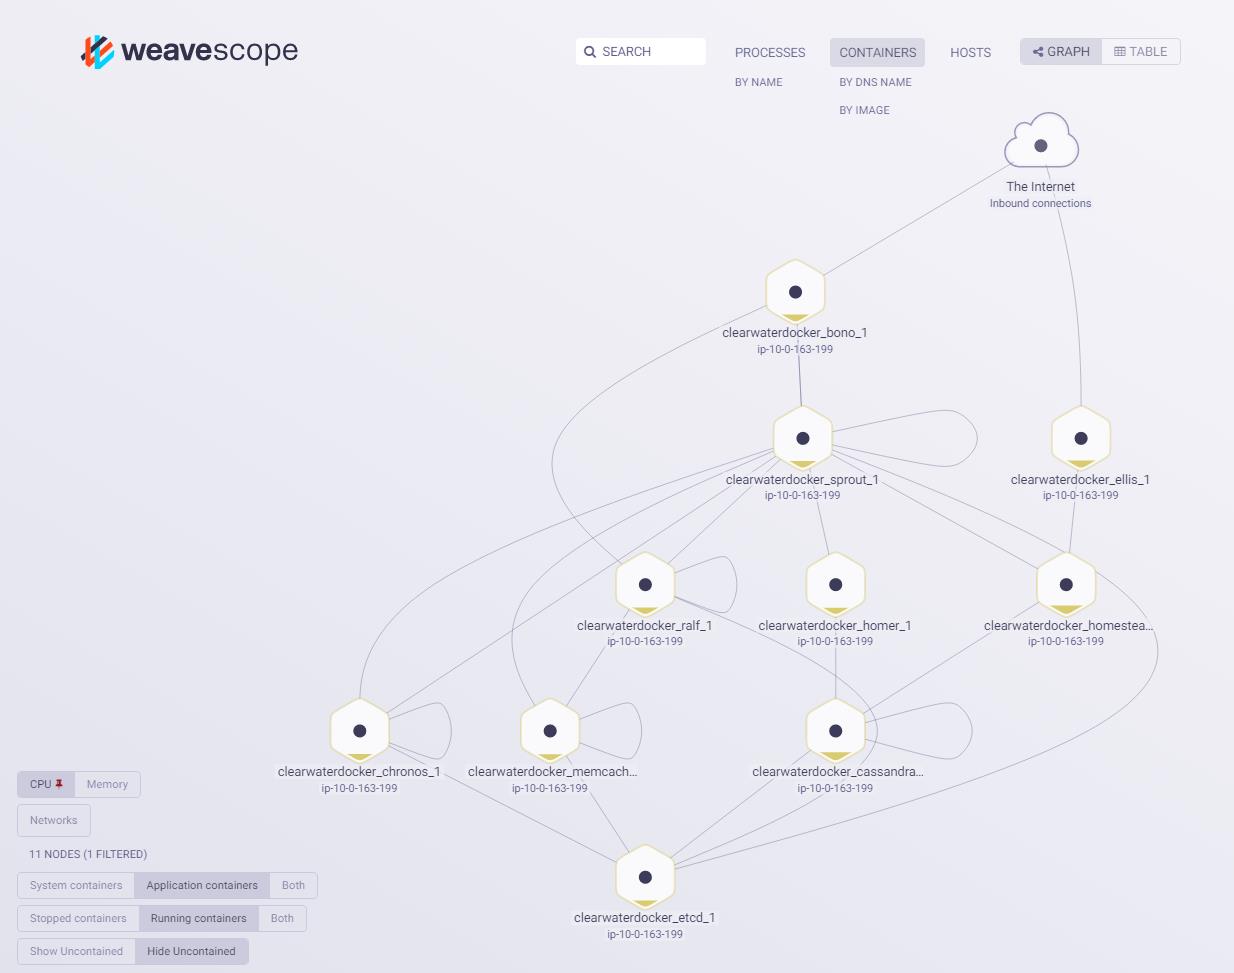 weavescope
SEARCH
PROCESSES
CONTAINERS
HOSTS
GRAPH
TABLE
BY NAME
BY DNS NAME
BY IMAGE
The Internet
Inbound connections
clearwaterdocker_bono_1
ip-10-0-163-199
clearwaterdocker_sprout_1
ip-10-0-163-199
clearwaterdocker_ellis_1
ip-10-0-163-199
clearwaterdocker_ralf_1
ip-10-0-163-199
clearwaterdocker_homer_1
ip-10-0-163-199
clearwaterdocker_homestea...
ip-10-0-163-199
clearwaterdocker_chronos_1
ip-10-0-163-199
clearwaterdocker_memcach...
ip-10-0-163-199
clearwaterdocker_cassandra...
ip-10-0-163-199
clearwaterdocker_etcd_1
ip-10-0-163-199
CPU
Memory
Networks
11 NODES (1 FILTERED)
System containers
Application containers
Both
Stopped containers
Running containers
Both
Show Uncontained
Hide Uncontained